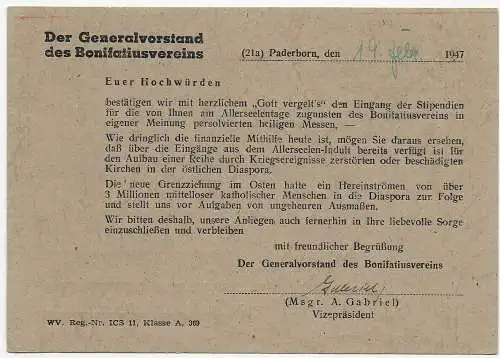 Der Generalvorstand
des Bonifatiusvereins
(21a) Paderborn, den 19. Feb. 1947
Euer Hochwürden
bestätigen wir mit herzlichem „Gott vergelt's" den Eingang der Stipendien
für die von Ihnen am Allerseelentage zugunsten des Bonifatiusvereins in
eigener Meinung persolvierten heiligen Messen, —
Wie dringlich die finanzielle Mithilfe heute ist, mögen Sie daraus ersehen,
daß über die Eingänge aus dem Allerseelen-Indult bereits verfügt ist für
den Aufbau einer Reihe durch Kriegsereignisse zerstörten oder beschädigten
Kirchen in der östlichen Diaspora.
Die neue Grenzziehung im Osten hatte ein Hereinströmen von über
3 Millionen mittelloser katholischer Menschen in die Diaspora zur Folge
und stellt uns vor Aufgaben von ungeheuren Ausmaßen.
Wir bitten deshalb, unsere Anliegen auch fernerhin in Ihre liebevolle Sorge
einzuschließen und verbleiben
mit freundlicher Begrüßung
Der Generalvorstand des Bonifatiusvereins
Gabriel
(Msgr. A. Gabriel)
Vizepräsident
WV. Reg.-Nr. ICS 11, Klasse A, 369